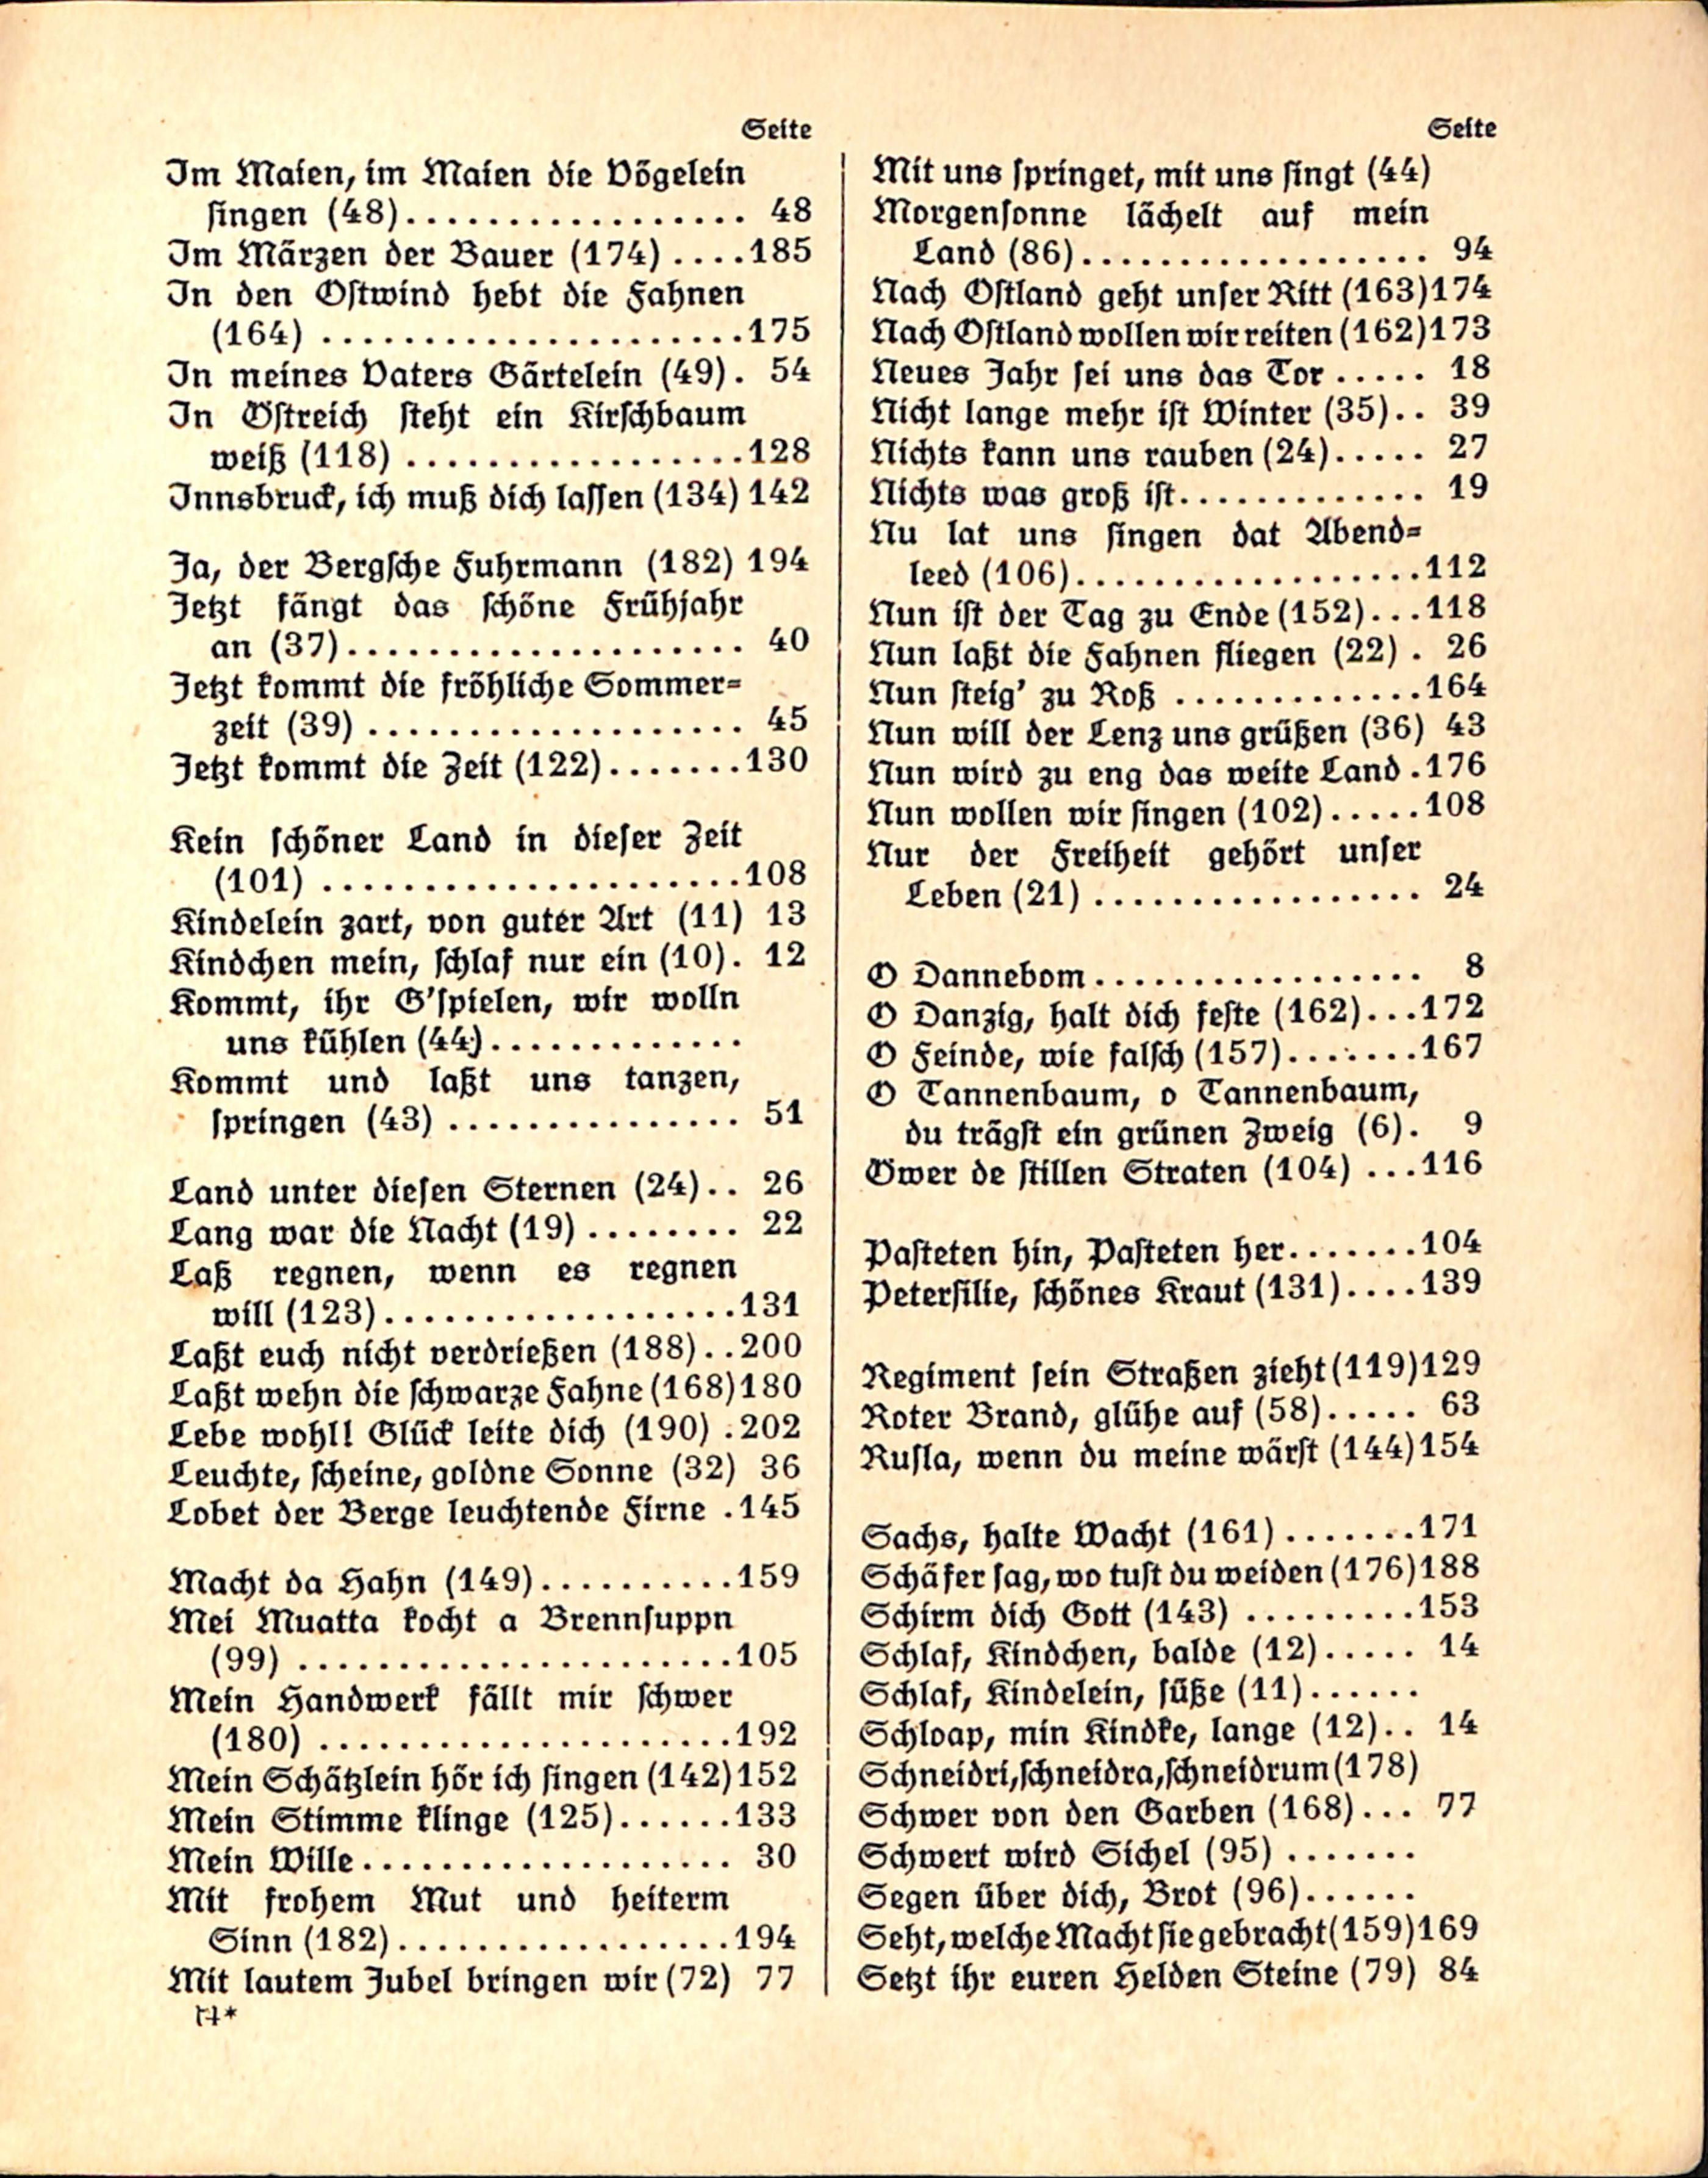 Seite
Im Maien, im Maien die Vögelein
singen (48)................. 48
Im Märzen der Bauer (174) ....185
In den Ostwind hebt die Fahnen
(164) .....................175
In meines Vaters Gärtelein (49). 54
In Östreich steht ein Kirschbaum
weiß (118) .................128
Innsbruck, ich muß dich lassen (134) 142
Ja, der Bergsche Fuhrmann (182) 194
Jetzt fängt das schöne Frühjahr
an (37).................... 40
Jetzt kommt die fröhliche Sommer=
zeit (39) ................... 45
Jetzt kommt die Zeit (122).......130
Kein schöner Land in dieser Zeit
(101) .....................108
Kindelein zart, von guter Art (11) 13
Kindchen mein, schlaf nur ein (10). 12
Kommt, ihr G'spielen, wir wolln
uns kühlen (44).............
Kommt und laßt uns tanzen,
springen (43) ............... 51
Land unter diesen Sternen (24).. 26
Lang war die Nacht (19) ........ 22
Laß regnen, wenn es regnen
will (123)..................131
Laßt euch nicht verdrießen (188)..200
Laßt wehn die schwarze Fahne (168)180
Lebe wohl! Glück leite dich (190) .202
Leuchte, scheine, goldne Sonne (32) 36
Lobet der Berge leuchtende Firne .145
Macht da Hahn (149)..........159
Mei Muatta kocht a Brennsuppn
(99) ......................105
Mein Handwerk fällt mir schwer
(180) .....................192
Mein Schätzlein hör ich singen (142)152
Mein Stimme klinge (125)......133
Mein Wille................... 30
Mit frohem Mut und heiterm
Sinn (182).................194
Mit lautem Jubel bringen wir (72) 77
14*
Seite
Mit uns springet, mit uns singt (44)
Morgensonne lächelt auf mein
Land (86).................. 94
Nach Ostland geht unser Ritt (163)174
Nach Ostland wollen wir reiten (162)173
Neues Jahr sei uns das Tor ..... 18
Nicht lange mehr ist Winter (35).. 39
Nichts kann uns rauben (24)..... 27
Nichts was groß ist............. 19
Nu lat uns singen dat Abend=
leed (106)..................112
Nun ist der Tag zu Ende (152)...118
Nun laßt die Fahnen fliegen (22) . 26
Nun steig' zu Roß .............164
Nun will der Lenz uns grüßen (36) 43
Nun wird zu eng das weite Land .176
Nun wollen wir singen (102).....108
Nur der Freiheit gehört unser
Leben (21) ................. 24
O Dannebom................. 8
O Danzig, halt dich feste (162)...172
O Feinde, wie falsch (157).......167
O Tannenbaum, o Tannenbaum,
du trägst ein grünen Zweig (6). 9
Öwer de stillen Straten (104) ...116
Pasteten hin, Pasteten her.......104
Petersilie, schönes Kraut (131)....139
Regiment sein Straßen zieht (119)129
Roter Brand, glühe auf (58)..... 63
Rusla, wenn du meine wärst (144)154
Sachs, halte Wacht (161) .......171
Schäfer sag, wo tust du weiden (176)188
Schirm dich Gott (143) .........153
Schlaf, Kindchen, balde (12)..... 14
Schlaf, Kindelein, süße (11)......
Schloap, min Kindke, lange (12).. 14
Schneidri, schneidra, schneidrum (178)
Schwer von den Garben (168)... 77
Schwert wird Sichel (95) .......
Segen über dich, Brot (96)......
Seht, welche Macht sie gebracht (159)169
Setzt ihr euren Helden Steine (79) 84